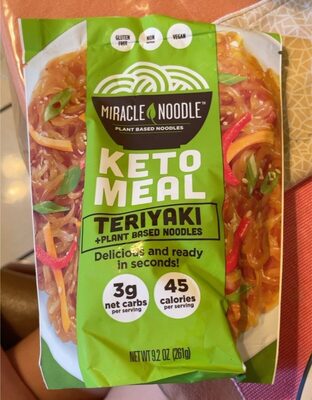 GLUTEN
FREE
NON
GMO
VEGAN
MIRACLE NOODLE™
PLANT BASED NOODLES
KETO
MEAL
TERIYAKI
+PLANT BASED NOODLES
Delicious and ready
in seconds!
3g
net carbs
per serving
45
calories
per serving
NET WT 9.2 OZ (261g)